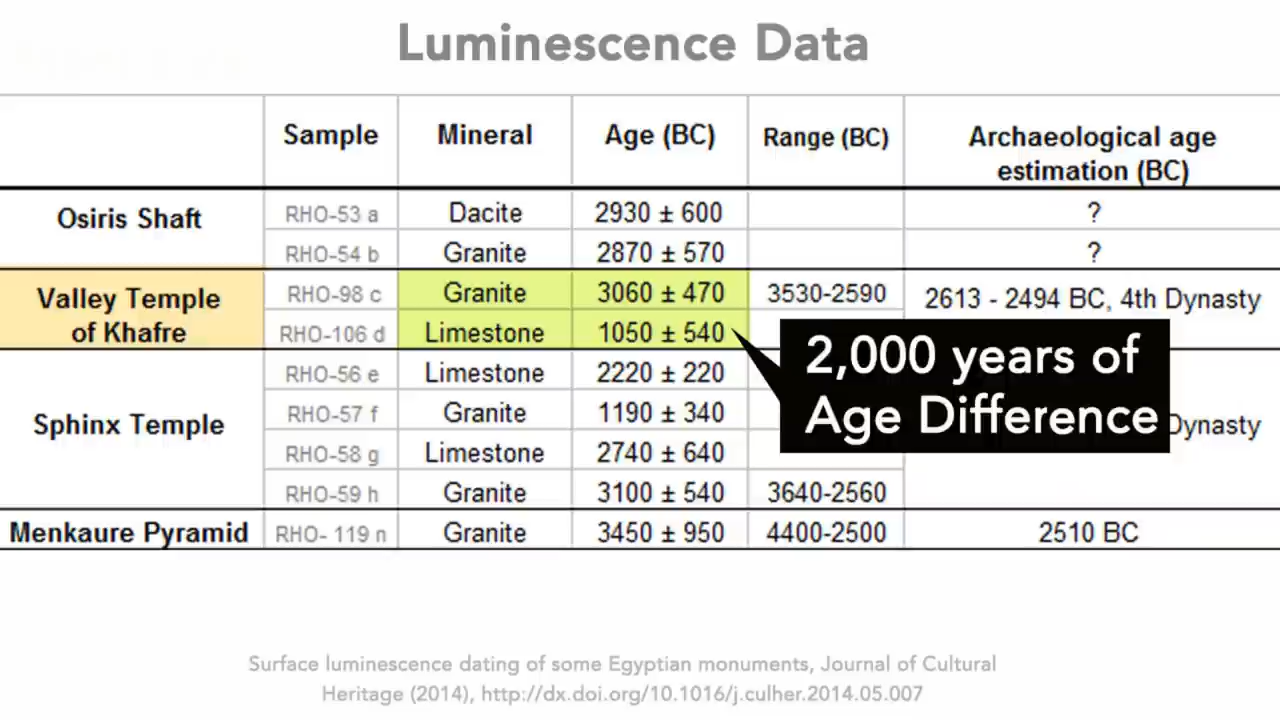 Luminescence Data
Sample Mineral Age (BC) Range (BC) Archaeological age estimation (BC)
Osiris Shaft
RHO-53 a Dacite 2930 ± 600 ?
RHO-54 b Granite 2870 ± 570 ?
Valley Temple of Khafre
RHO-98 c Granite 3060 ± 470 3530-2590 2613 - 2494 BC, 4th Dynasty
RHO-106 d Limestone 1050 ± 540
2,000 years of
Age Difference
Sphinx Temple
RHO-56 e Limestone 2220 ± 220
RHO-57 f Granite 1190 ± 340 Dynasty
RHO-58 g Limestone 2740 ± 640
RHO-59 h Granite 3100 ± 540 3640-2560
Menkaure Pyramid RHO- 119 n Granite 3450 ± 950 4400-2500 2510 BC
Surface luminescence dating of some Egyptian monuments, Journal of Cultural
Heritage (2014), http://dx.doi.org/10.1016/j.culher.2014.05.007